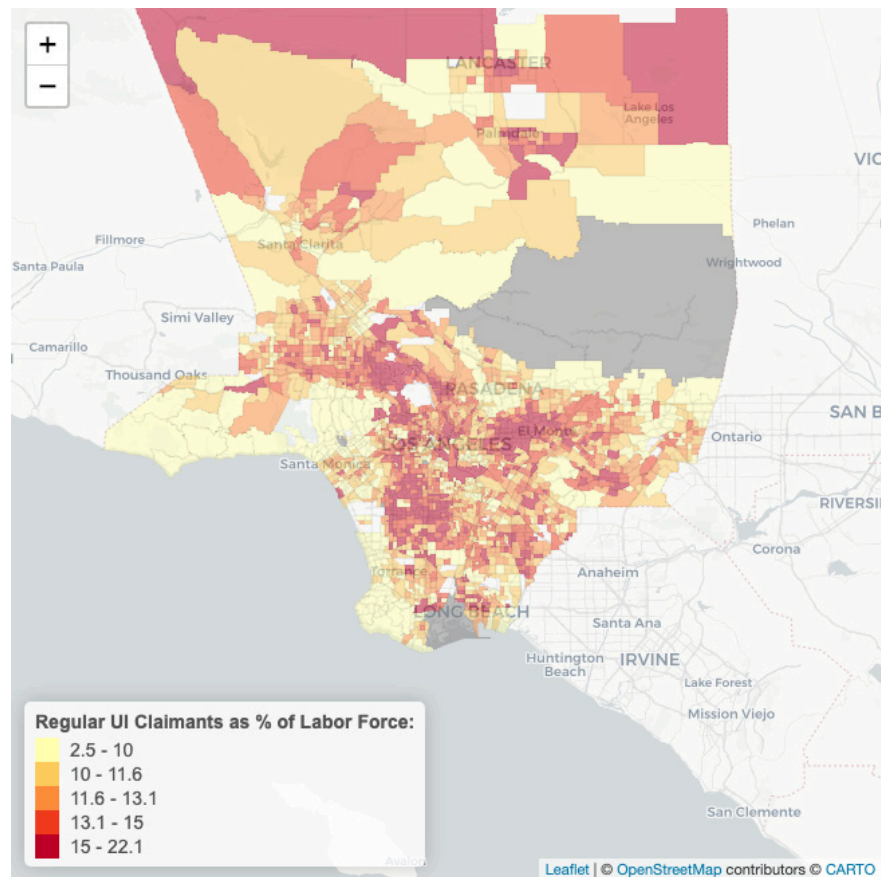 +
−
LANCASTER
Lake Los
Angeles
Palmdale
VIC
Phelan
Santa Clarita
Fillmore
Wrightwood
Santa Paula
Simi Valley
Camarillo
Thousand Oaks
PASADENA
SAN B
El Monte
Ontario
LOS ANGELES
Santa Monica
RIVERSI
Corona
Torrance
Anaheim
LONG BEACH
Santa Ana
Huntington
Beach
IRVINE
Lake Forest
Mission Viejo
San Clemente
Regular UI Claimants as % of Labor Force:
2.5 - 10
10 - 11.6
11.6 - 13.1
13.1 - 15
15 - 22.1
Avalon
Leaflet | © OpenStreetMap contributors © CARTO